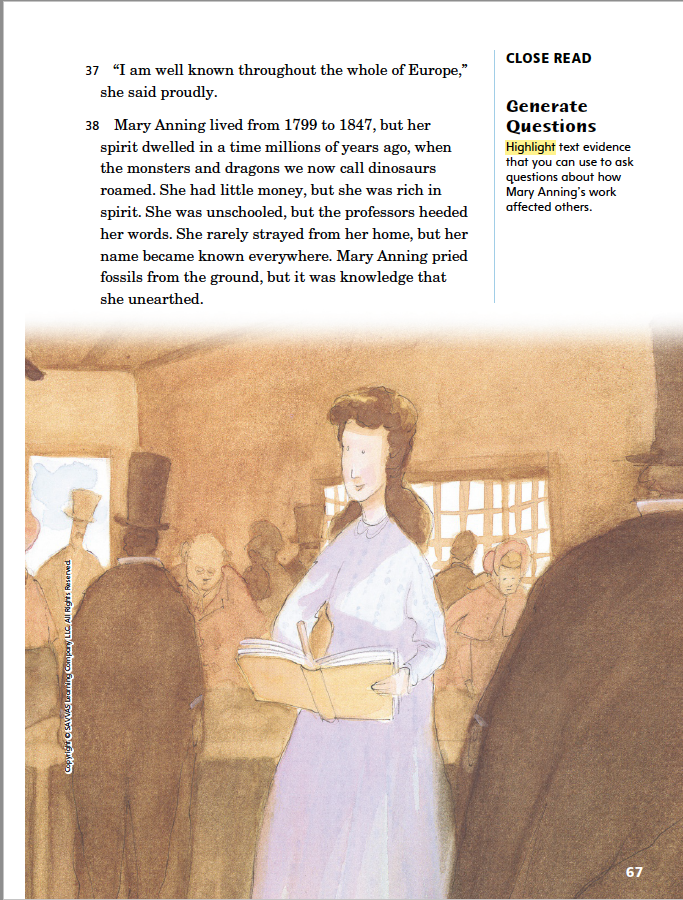 37 “I am well known throughout the whole of Europe,”
she said proudly.
38 Mary Anning lived from 1799 to 1847, but her
spirit dwelled in a time millions of years ago, when
the monsters and dragons we now call dinosaurs
roamed. She had little money, but she was rich in
spirit. She was unschooled, but the professors heeded
her words. She rarely strayed from her home, but her
name became known everywhere. Mary Anning pried
fossils from the ground, but it was knowledge that
she unearthed.
CLOSE READ
Generate
Questions
Highlight text evidence
that you can use to ask
questions about how
Mary Anning’s work
affected others.
Copyright © SAVVAS Learning Company LLC. All Rights Reserved.
67